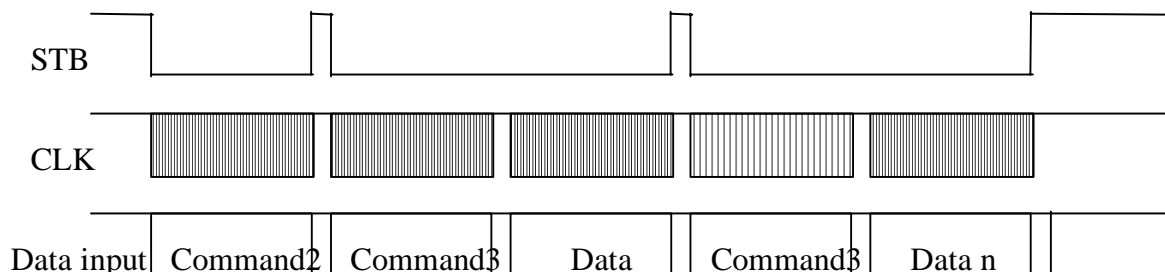 STB
CLK
Data input Command2 Command3 Data Command3 Data n